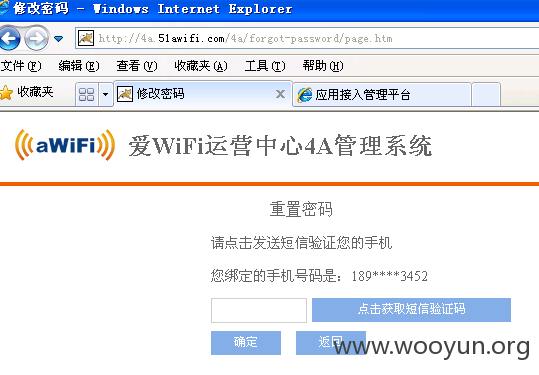 修改密码 - Windows Internet Explorer
http://4a.51awifi.com/4a/forgot-password/page.htm
文件(F) 编辑(E) 查看(V) 收藏夹(A) 工具(T) 帮助(H)
收藏夹 修改密码 应用接入管理平台
aWiFi 爱WiFi运营中心4A管理系统
重置密码
请点击发送短信验证您的手机
您绑定的手机号码是：189****3452
点击获取短信验证码
确定 返回
www.wooyun.org